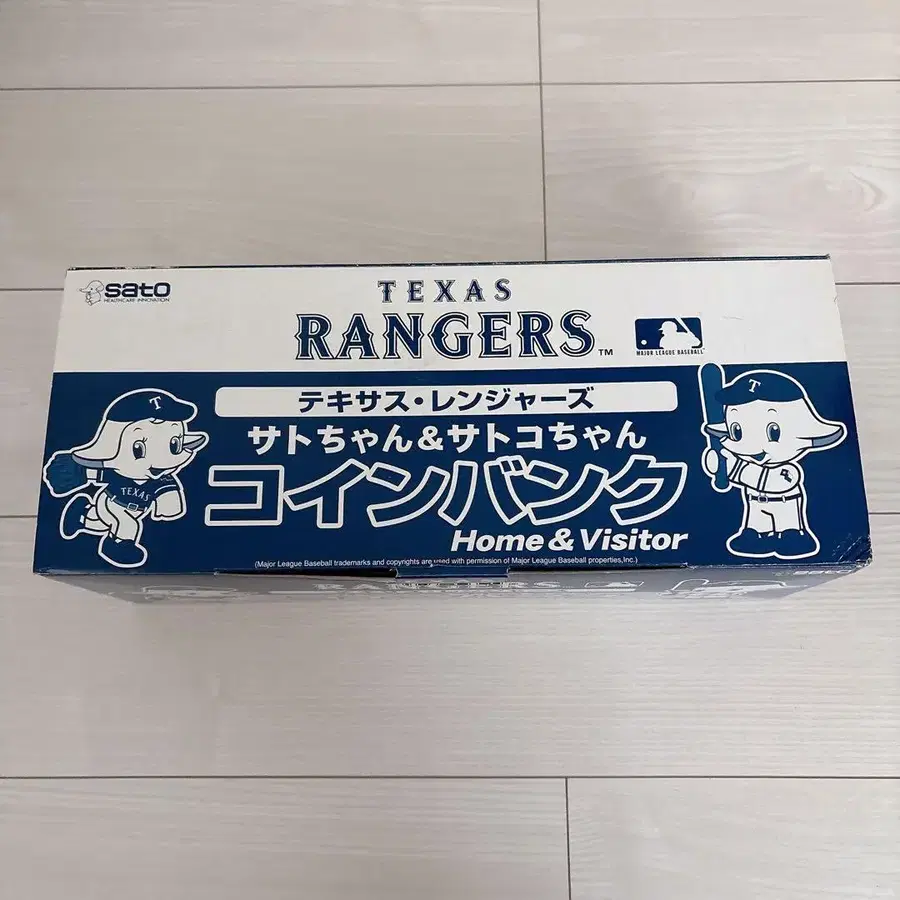 sato
HEALTHCARE INNOVATION
TEXAS
RANGERS™
MAJOR LEAGUE BASEBALL
テキサス・レンジャーズ
サトちゃん&サトコちゃん
コインバンク
Home & Visitor
(Major League Baseball trademarks and copyrights are used with permission of Major League Baseball properties,Inc.)
T
TEXAS
T
RANGERS